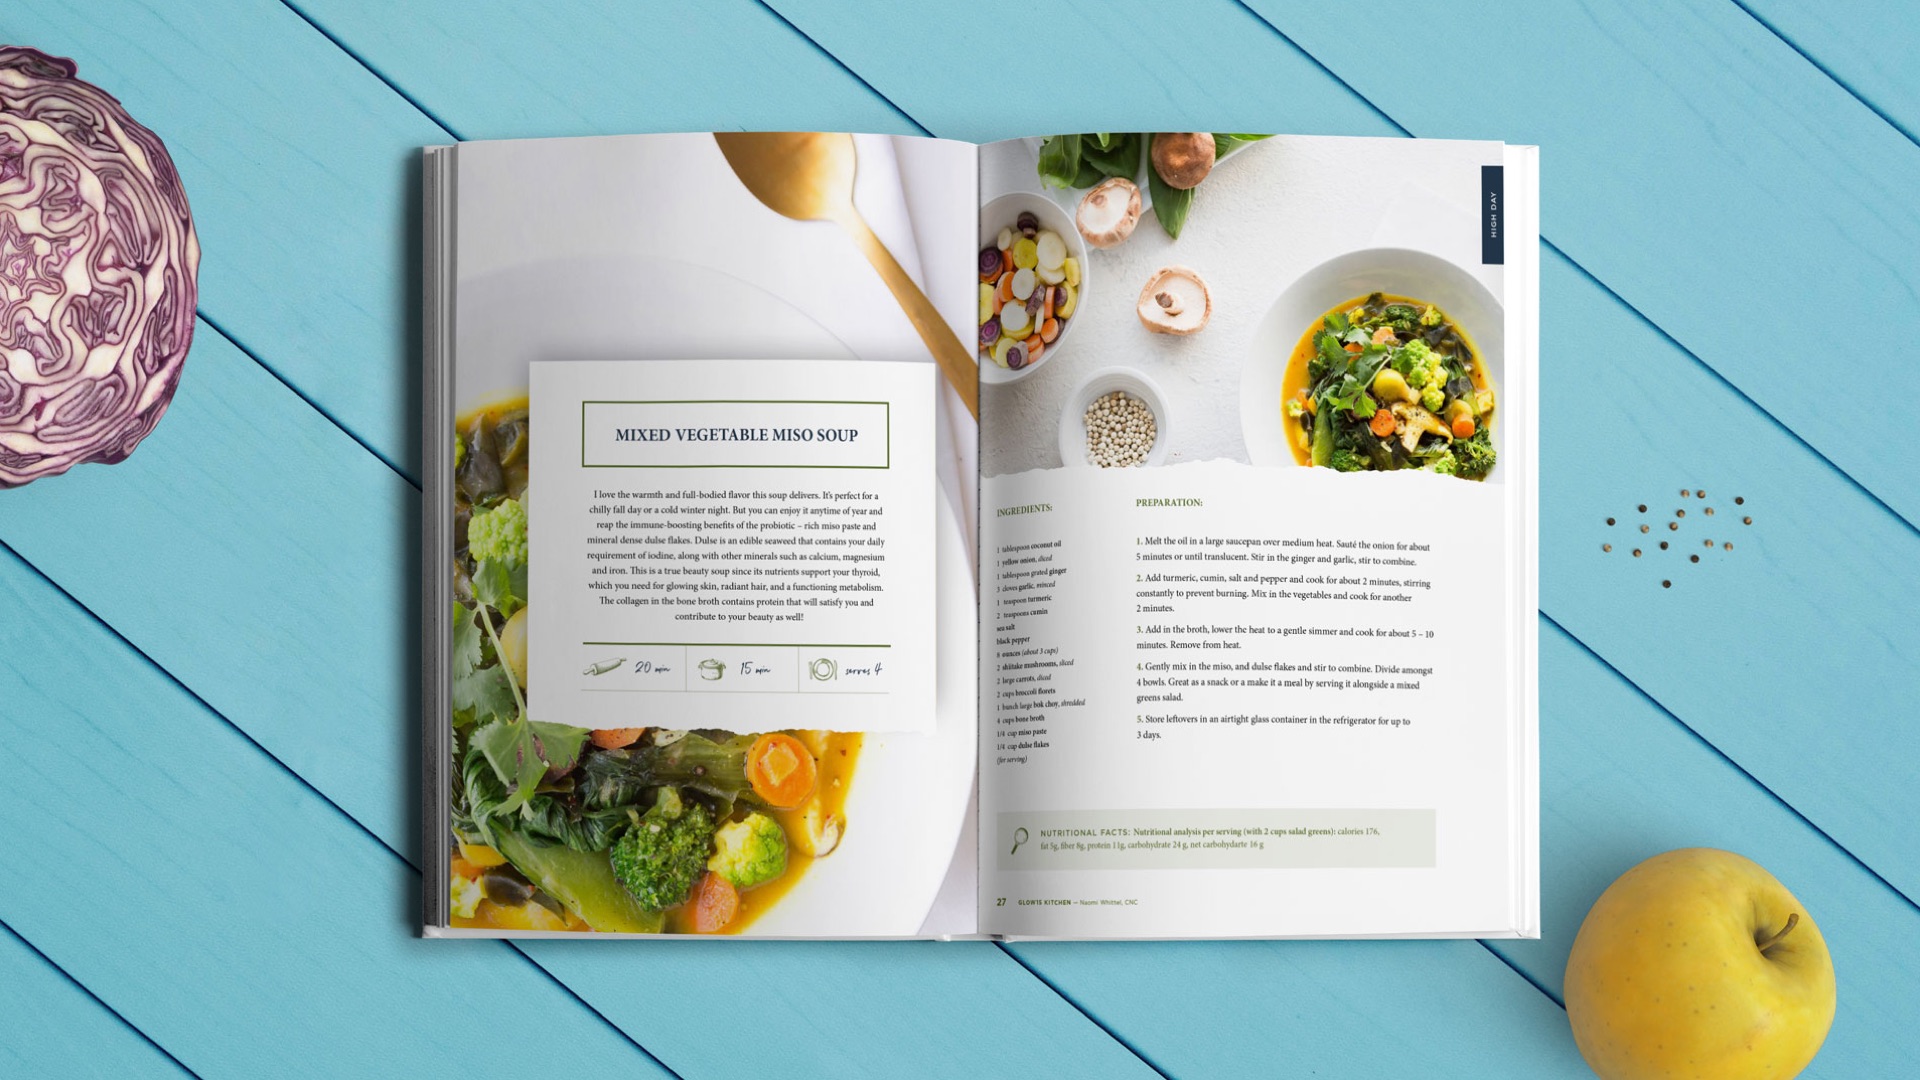 MIXED VEGETABLE MISO SOUP
I love the warmth and full-bodied flavor this soup delivers. It's perfect for a
chilly fall day or a cold winter night. But you can enjoy it anytime of year and
reap the immune-boosting benefits of the probiotic – rich miso paste and
mineral dense dulse flakes. Dulse is an edible seaweed that contains your daily
requirement of iodine, along with other minerals such as calcium, magnesium
and iron. This is a true beauty soup since its nutrients support your thyroid,
which you need for glowing skin, radiant hair, and a functioning metabolism.
The collagen in the bone broth contains protein that will satisfy you and
contribute to your beauty as well!
20 min
15 min
serves 4
HIGH DAY
INGREDIENTS:
1 tablespoon coconut oil
1 yellow onion, diced
1 tablespoon grated ginger
3 cloves garlic, minced
1 teaspoon turmeric
2 teaspoons cumin
sea salt
black pepper
8 ounces (about 3 cups)
2 shiitake mushrooms, sliced
2 large carrots, diced
2 cups broccoli florets
1 bunch large bok choy, shredded
4 cups bone broth
1/4 cup miso paste
1/4 cup dulse flakes
(for serving)
PREPARATION:
1. Melt the oil in a large saucepan over medium heat. Sauté the onion for about
5 minutes or until translucent. Stir in the ginger and garlic, stir to combine.
2. Add turmeric, cumin, salt and pepper and cook for about 2 minutes, stirring
constantly to prevent burning. Mix in the vegetables and cook for another
2 minutes.
3. Add in the broth, lower the heat to a gentle simmer and cook for about 5 – 10
minutes. Remove from heat.
4. Gently mix in the miso, and dulse flakes and stir to combine. Divide amongst
4 bowls. Great as a snack or a make it a meal by serving it alongside a mixed
greens salad.
5. Store leftovers in an airtight glass container in the refrigerator for up to
3 days.
NUTRITIONAL FACTS: Nutritional analysis per serving (with 2 cups salad greens): calories 176,
fat 5g, fiber 8g, protein 11g, carbohydrate 24 g, net carbohydarte 16 g
27 GLOW15 KITCHEN — Naomi Whittel, CNC